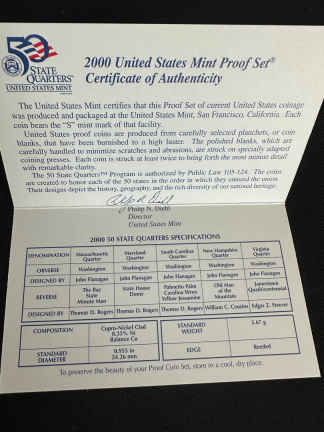 50
STATE
QUARTERS
UNITED STATES MINT
2000 United States Mint Proof Set®
Certificate of Authenticity
The United States Mint certifies that this Proof Set of current United States coinage
was produced and packaged at the United States Mint, San Francisco, California. Each
coin bears the "S" mint mark of that facility.
United States proof coins are produced from carefully selected planchets, or coin
blanks, that have been burnished to a high luster. The polished blanks, which are
carefully handled to minimize scratches and abrasions, are struck on specially adapted
coining presses. Each coin is struck at least twice to bring forth the most minute detail
with remarkable clarity.
The 50 State Quarters™ Program is authorized by Public Law 105-124. The coins
are created to honor each of the 50 states in the order in which they entered the union.
Their designs depict the history, geography, and the rich diversity of our national heritage.
Philip N. Diehl
Director
United States Mint
2000 50 STATE QUARTERS SPECIFICATIONS
DENOMINATION Massachusetts Quarter Maryland Quarter South Carolina Quarter New Hampshire Quarter Virginia Quarter
OBVERSE Washington Washington Washington Washington Washington
DESIGNED BY John Flanagan John Flanagan John Flanagan John Flanagan John Flanagan
REVERSE The Bay State Minute Man State House Dome Palmetto Palm Carolina Wren Yellow Jessamine Old Man of the Mountain Jamestown Quadricentennial
DESIGNED BY Thomas D. Rogers Thomas D. Rogers Thomas D. Rogers William C. Cousins Edgar Z. Steever
COMPOSITION Cupro-Nickel Clad 8.33% Ni Balance Cu STANDARD WEIGHT 5.67 g
STANDARD DIAMETER 0.955 in 24.26 mm EDGE Reeded
To preserve the beauty of your Proof Coin Set, store in a cool, dry place.